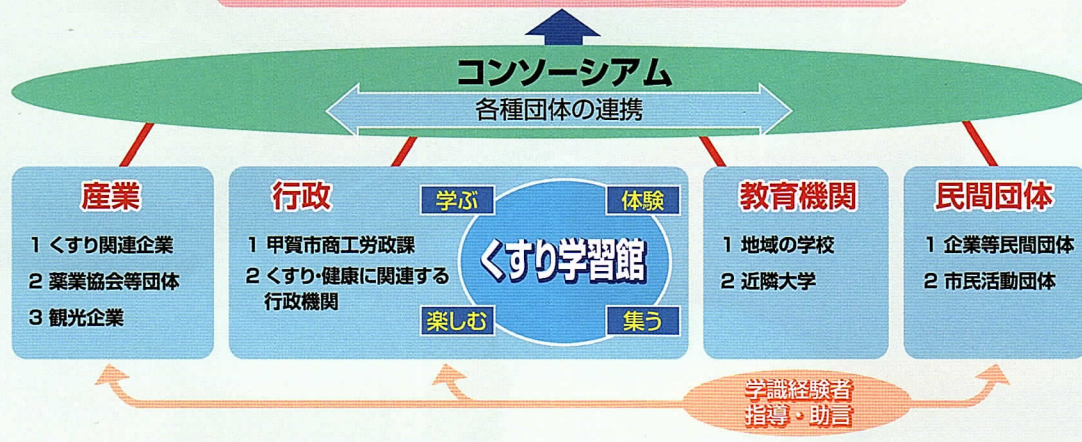 コンソーシアム
各種団体の連携
産業
1 くすり関連企業
2 薬業協会等団体
3 観光企業
行政
1 甲賀市商工労政課
2 くすり・健康に関連する
行政機関
学ぶ
体験
くすり学習館
楽しむ
集う
教育機関
1 地域の学校
2 近隣大学
民間団体
1 企業等民間団体
2 市民活動団体
学識経験者
指導・助言